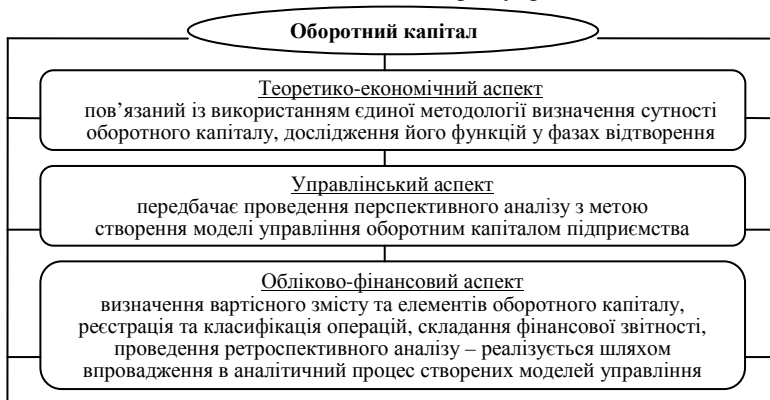 Оборотний капітал
Теоретико-економічний аспект
пов’язаний із використанням єдиної методології визначення сутності
оборотного капіталу, дослідження його функцій у фазах відтворення
Управлінський аспект
передбачає проведення перспективного аналізу з метою
створення моделі управління оборотним капіталом підприємства
Обліково-фінансовий аспект
визначення вартісного змісту та елементів оборотного капіталу,
реєстрація та класифікація операцій, складання фінансової звітності,
проведення ретроспективного аналізу – реалізується шляхом
впровадження в аналітичний процес створених моделей управління